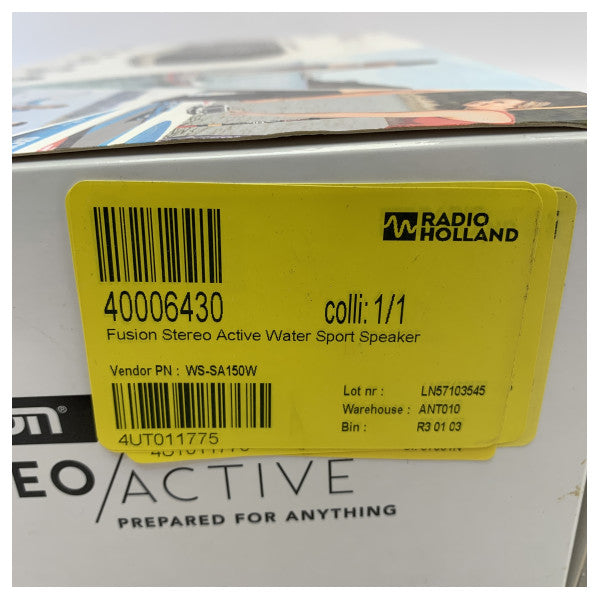 RADIO
HOLLAND
40006430 colli: 1/1
Fusion Stereo Active Water Sport Speaker
Vendor PN : WS-SA150W
Lot nr : LN57103545
Warehouse : ANT010
Bin : R3 01 03
4UT011775
ACTIVE
PREPARED FOR ANYTHING